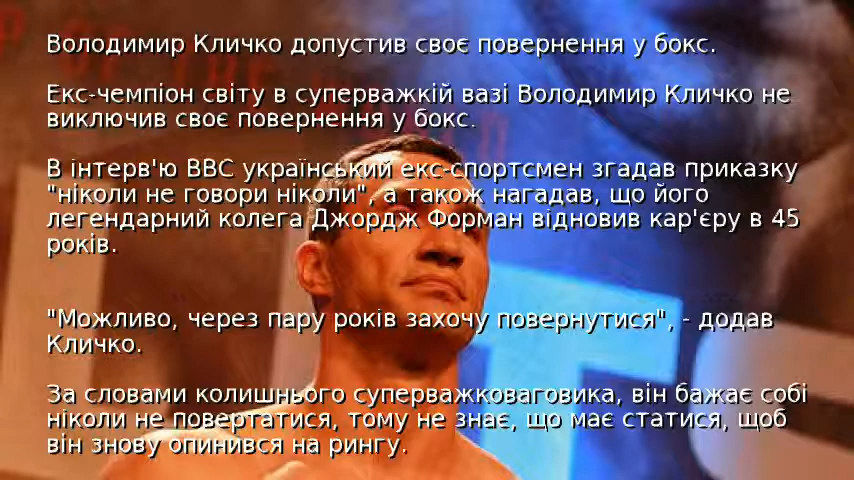 Володимир Кличко допустив своє повернення у бокс.
Екс-чемпіон світу в суперважкій вазі Володимир Кличко не
виключив своє повернення у бокс.
В інтерв'ю BBC український екс-спортсмен згадав приказку
"ніколи не говори ніколи", а також нагадав, що його
легендарний колега Джордж Форман відновив кар'єру в 45
років.
"Можливо, через пару років захочу повернутися", - додав
Кличко.
За словами колишнього суперважковаговика, він бажає собі
ніколи не повертатися, тому не знає, що має статися, щоб
він знову опинився на рингу.